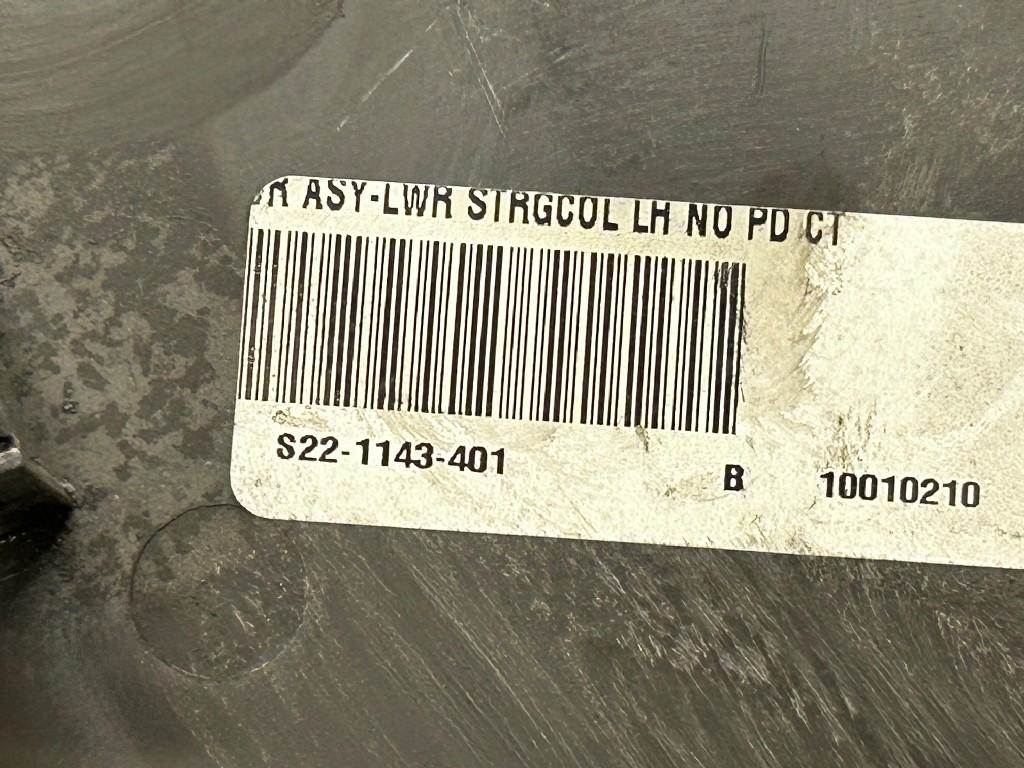 ASY-LWR STRGCOL LH NO PD CT
S22-1143-401 B 10010210